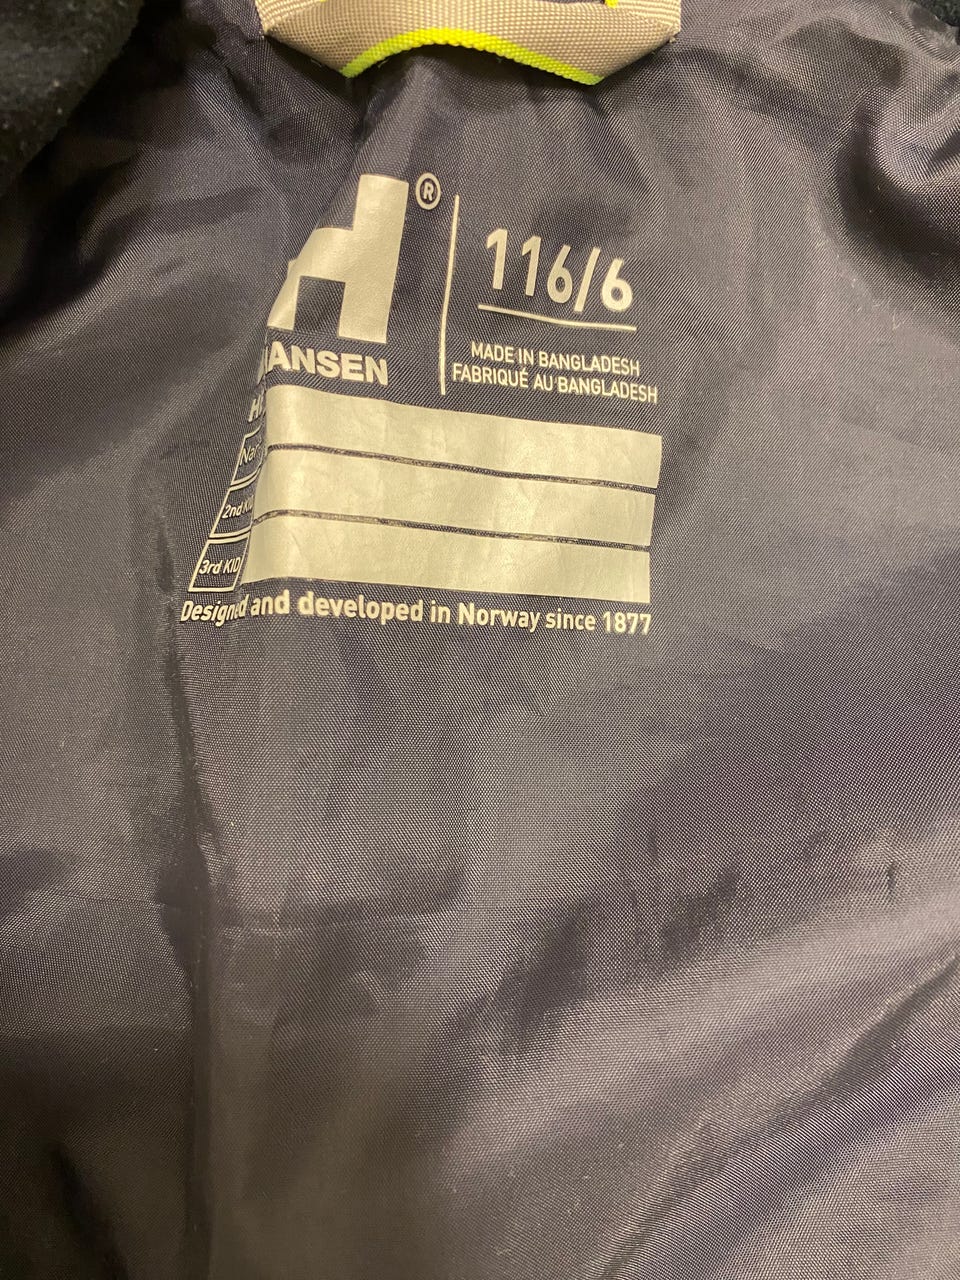 ®
116/6
MADE IN BANGLADESH
FABRIQUÉ AU BANGLADESH
HANSEN
2nd KID
3rd KID
Designed and developed in Norway since 1877